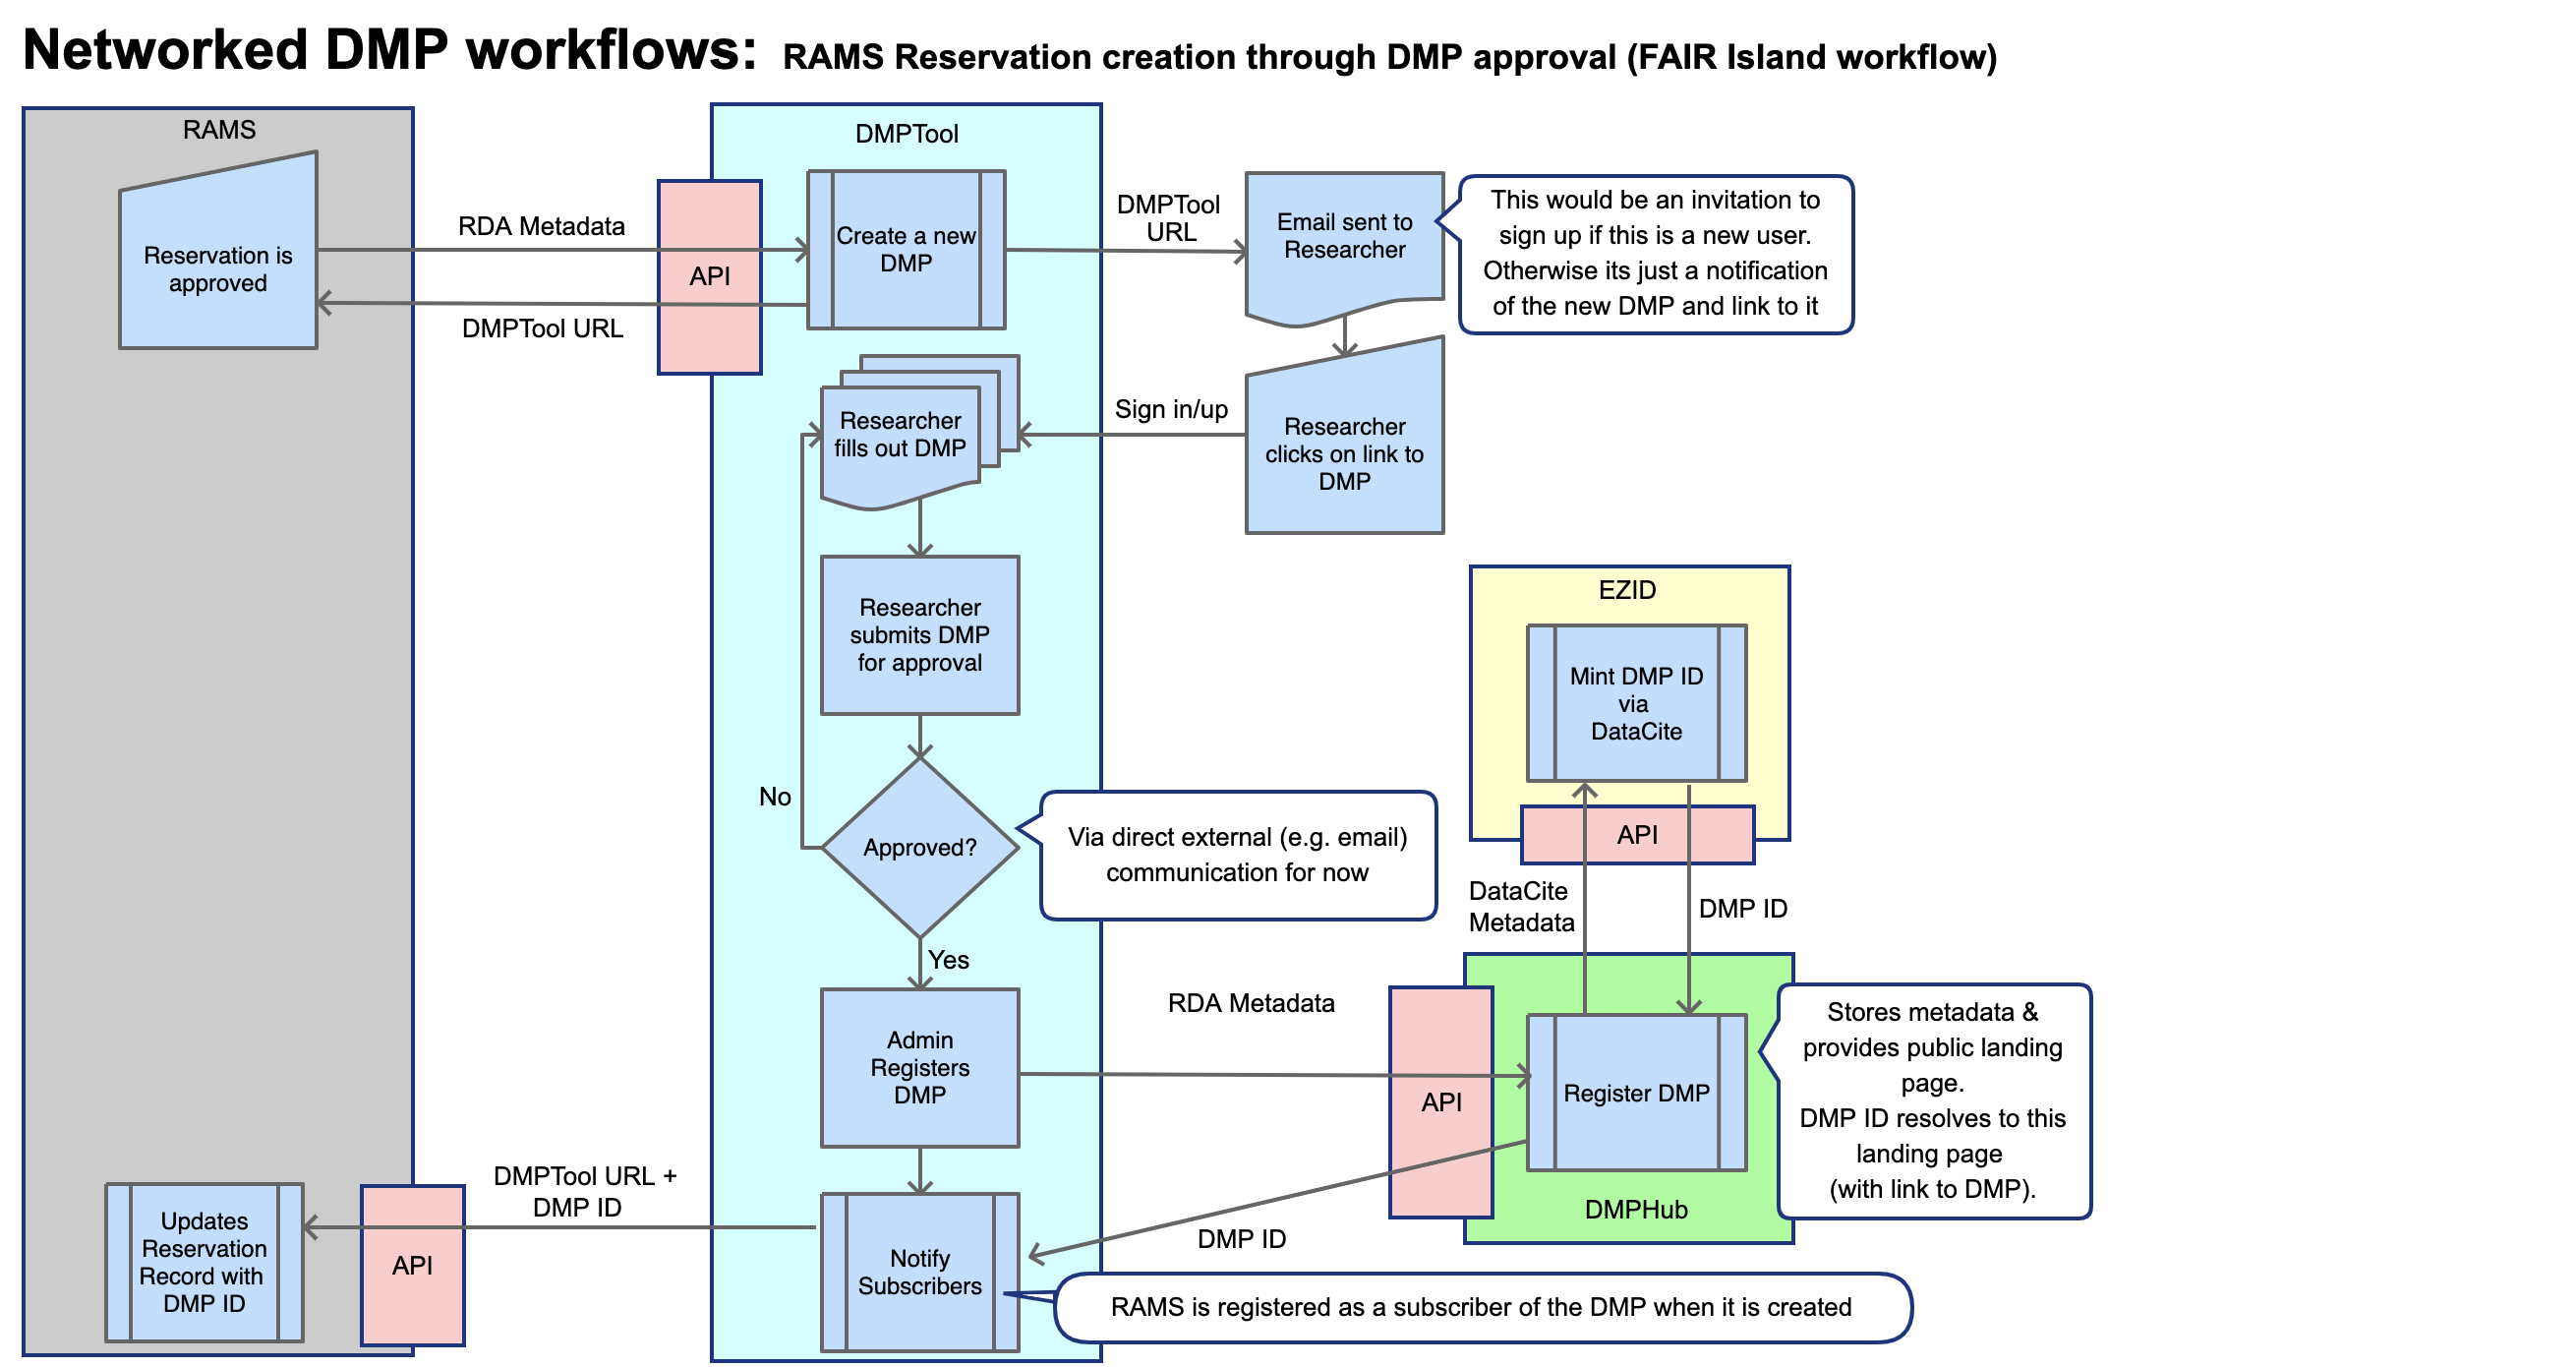 Networked DMP workflows: RAMS Reservation creation through DMP approval (FAIR Island workflow)
RAMS
Reservation is
approved
RDA Metadata
DMPTool URL
API
DMPTool
Create a new
DMP
DMPTool
URL
Email sent to
Researcher
This would be an invitation to
sign up if this is a new user.
Otherwise its just a notification
of the new DMP and link to it
Researcher
clicks on link to
DMP
Sign in/up
Researcher
fills out DMP
Researcher
submits DMP
for approval
Approved?
No
Via direct external (e.g. email)
communication for now
Yes
Admin
Registers
DMP
RDA Metadata
API
Register DMP
DMPHub
Stores metadata &
provides public landing
page.
DMP ID resolves to this
landing page
(with link to DMP).
DataCite
Metadata
DMP ID
API
EZID
Mint DMP ID
via
DataCite
DMP ID
Notify
Subscribers
RAMS is registered as a subscriber of the DMP when it is created
DMPTool URL +
DMP ID
API
Updates
Reservation
Record with
DMP ID